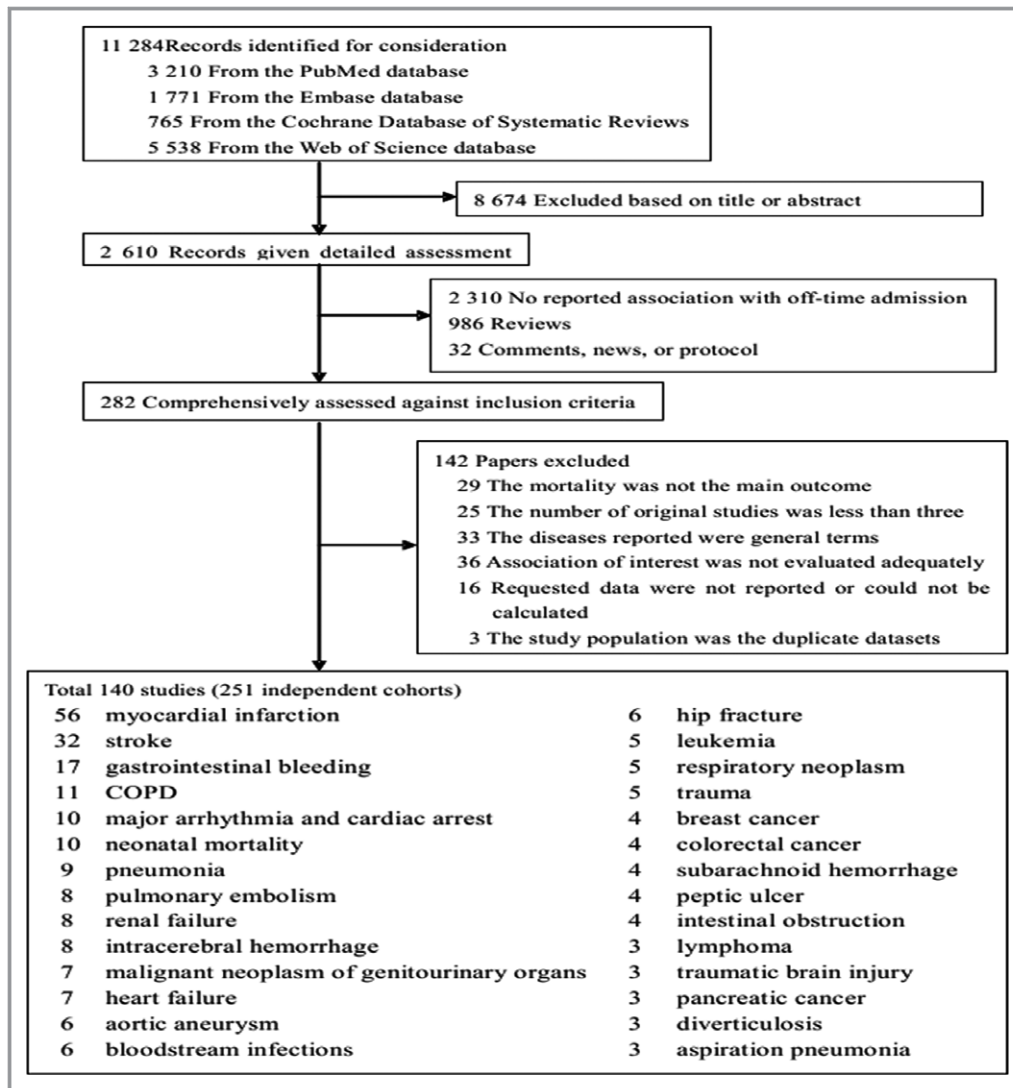 11 284Records identified for consideration
3 210 From the PubMed database
1 771 From the Embase database
765 From the Cochrane Database of Systematic Reviews
5 538 From the Web of Science database
8 674 Excluded based on title or abstract
2 610 Records given detailed assessment
2 310 No reported association with off-time admission
986 Reviews
32 Comments, news, or protocol
282 Comprehensively assessed against inclusion criteria
142 Papers excluded
29 The mortality was not the main outcome
25 The number of original studies was less than three
33 The diseases reported were general terms
36 Association of interest was not evaluated adequately
16 Requested data were not reported or could not be
calculated
3 The study population was the duplicate datasets
Total 140 studies (251 independent cohorts)
56 myocardial infarction
32 stroke
17 gastrointestinal bleeding
11 COPD
10 major arrhythmia and cardiac arrest
10 neonatal mortality
9 pneumonia
8 pulmonary embolism
8 renal failure
8 intracerebral hemorrhage
7 malignant neoplasm of genitourinary organs
7 heart failure
6 aortic aneurysm
6 bloodstream infections
6 hip fracture
5 leukemia
5 respiratory neoplasm
5 trauma
4 breast cancer
4 colorectal cancer
4 subarachnoid hemorrhage
4 peptic ulcer
4 intestinal obstruction
3 lymphoma
3 traumatic brain injury
3 pancreatic cancer
3 diverticulosis
3 aspiration pneumonia